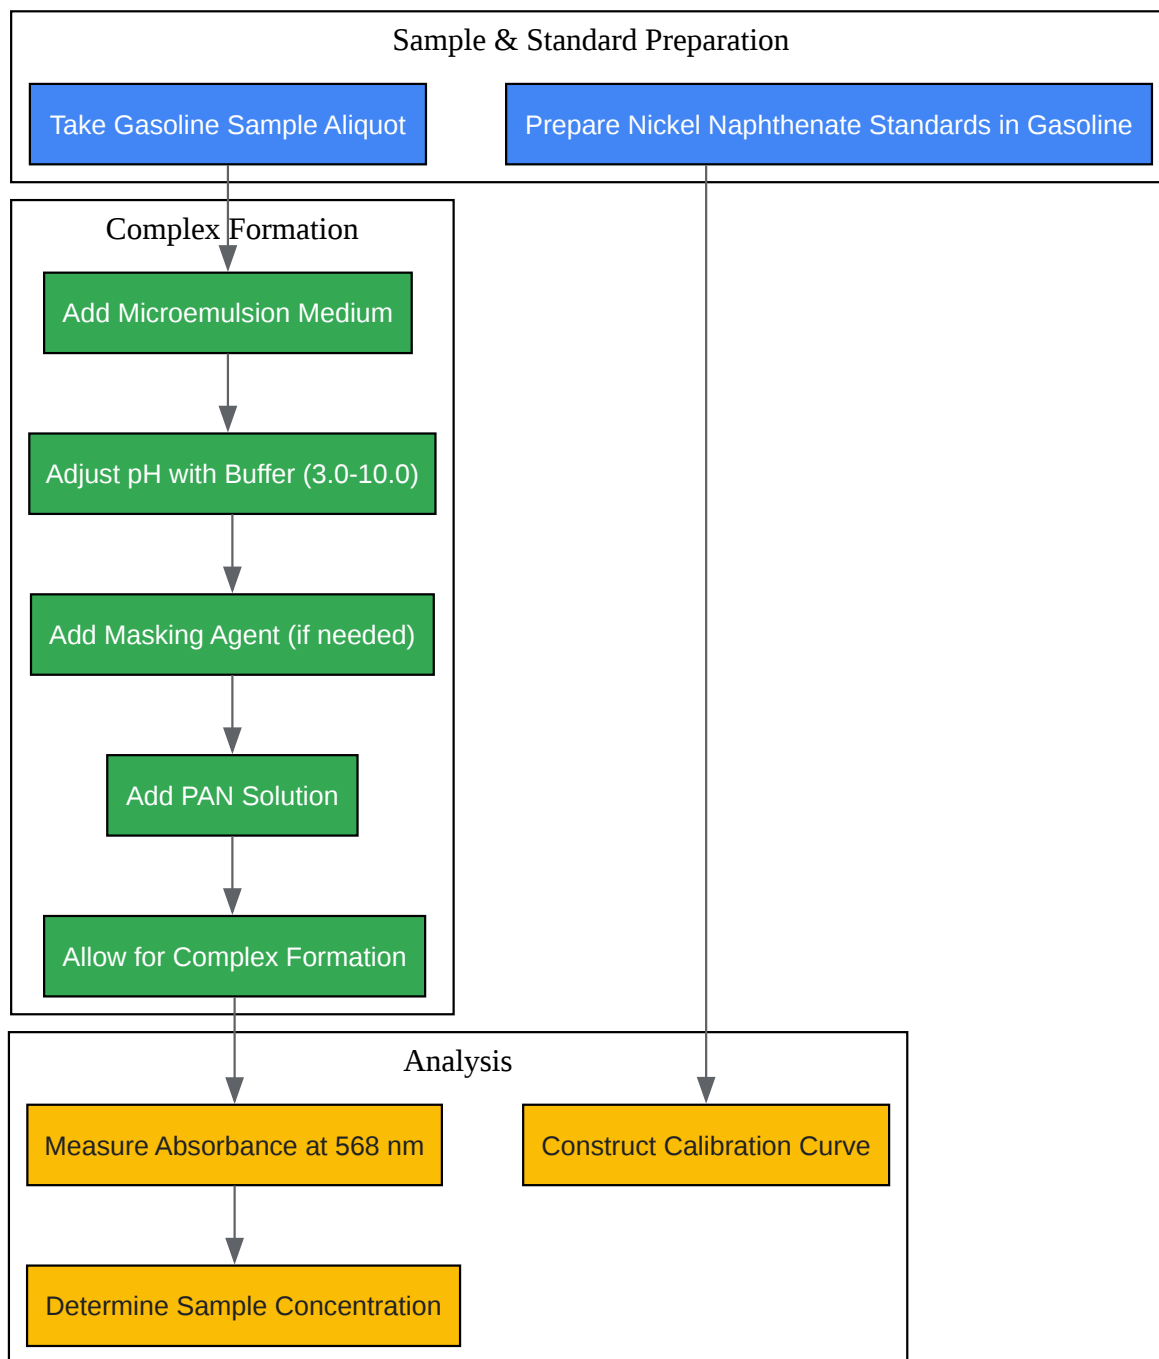 Sample & Standard Preparation
Take Gasoline Sample Aliquot
Prepare Nickel Naphthenate Standards in Gasoline
Complex Formation
Add Microemulsion Medium
Adjust pH with Buffer (3.0-10.0)
Add Masking Agent (if needed)
Add PAN Solution
Allow for Complex Formation
Analysis
Measure Absorbance at 568 nm
Construct Calibration Curve
Determine Sample Concentration